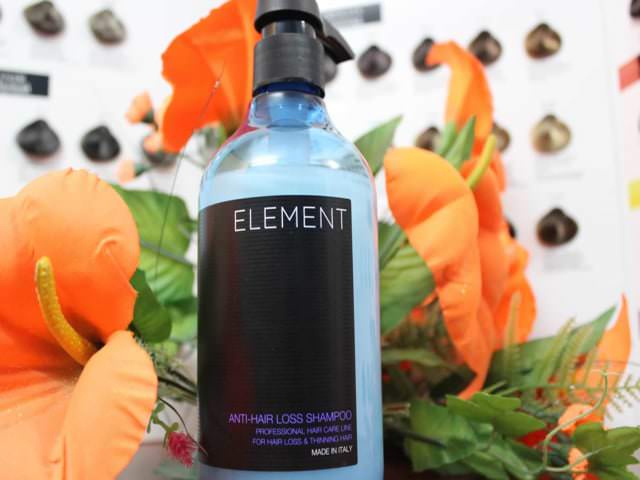 ELEMENT
ANTI-HAIR LOSS SHAMPOO
PROFESSIONAL HAIR CARE LINE
FOR HAIR LOSS & THINNING HAIR
MADE IN ITALY